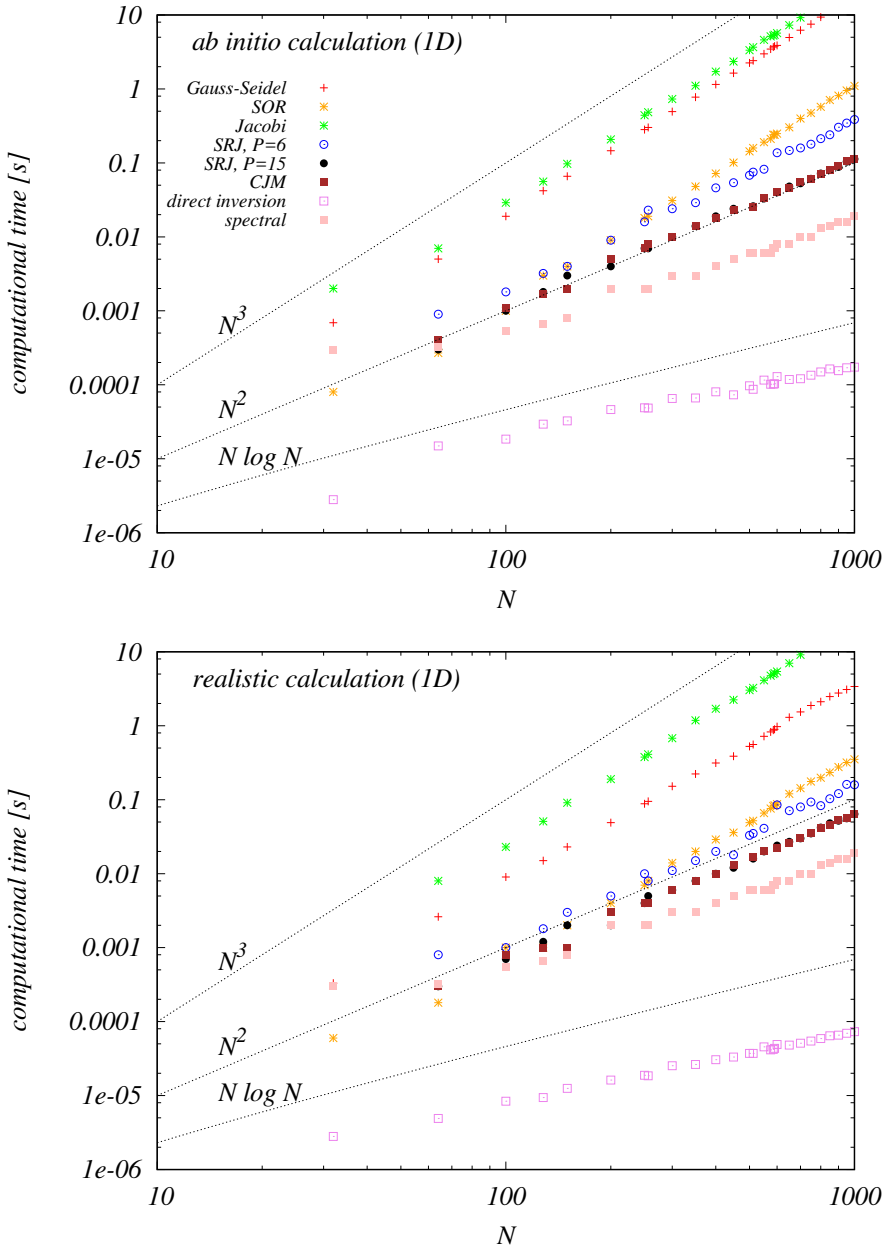 10
ab initio calculation (1D)
1
Gauss-Seidel
SOR
Jacobi
0.1
SRJ, P=6
SRJ, P=15
CJM
direct inversion
spectral
0.01
computational time [s]
0.001
N^3
0.0001
N^2
N log N
1e-05
1e-06
10
100
1000
N
10
realistic calculation (1D)
1
0.1
0.01
computational time [s]
0.001
N^3
0.0001
N^2
N log N
1e-05
1e-06
10
100
1000
N